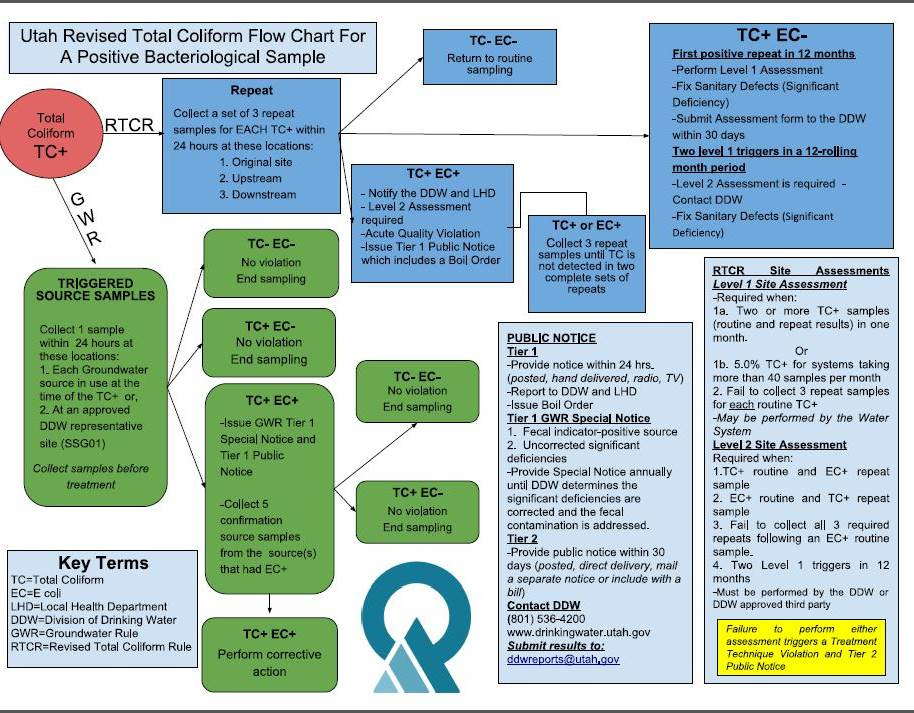 Utah Revised Total Coliform Flow Chart For
A Positive Bacteriological Sample
Total
Coliform
TC+
RTCR
GWR
Repeat
Collect a set of 3 repeat
samples for EACH TC+ within
24 hours at these locations:
1. Original site
2. Upstream
3. Downstream
TC- EC-
Return to routine
sampling
TC+ EC-
First positive repeat in 12 months
-Perform Level 1 Assessment
-Fix Sanitary Defects (Significant
Deficiency)
-Submit Assessment form to the DDW
within 30 days
Two level 1 triggers in a 12-rolling
month period
-Level 2 Assessment is required -
Contact DDW
-Fix Sanitary Defects (Significant
Deficiency)
TC+ EC+
- Notify the DDW and LHD
- Level 2 Assessment
required
-Acute Quality Violation
-Issue Tier 1 Public Notice
which includes a Boil Order
TC+ or EC+
Collect 3 repeat
samples until TC is
not detected in two
complete sets of
repeats
TRIGGERED
SOURCE SAMPLES
Collect 1 sample
within 24 hours at
these locations:
1. Each Groundwater
source in use at the
time of the TC+ or,
2. At an approved
DDW representative
site (SSG01)
Collect samples before
treatment
TC- EC-
No violation
End sampling
TC+ EC-
No violation
End sampling
TC+ EC+
-Issue GWR Tier 1
Special Notice and
Tier 1 Public
Notice
-Collect 5
confirmation
source samples
from the source(s)
that had EC+
TC- EC-
No violation
End sampling
TC+ EC-
No violation
End sampling
TC+ EC+
Perform corrective
action
Key Terms
TC=Total Coliform
EC=E coli
LHD=Local Health Department
DDW=Division of Drinking Water
GWR=Groundwater Rule
RTCR=Revised Total Coliform Rule
PUBLIC NOTICE
Tier 1
-Provide notice within 24 hrs.
(posted, hand delivered, radio, TV)
-Report to DDW and LHD
-Issue Boil Order
Tier 1 GWR Special Notice
1. Fecal indicator-positive source
2. Uncorrected significant
deficiencies
-Provide Special Notice annually
until DDW determines the
significant deficiencies are
corrected and the fecal
contamination is addressed.
Tier 2
-Provide public notice within 30
days (posted, direct delivery, mail
a separate notice or include with a
bill)
Contact DDW
(801) 536-4200
www.drinkingwater.utah.gov
Submit results to:
ddwreports@utah.gov
RTCR Site Assessments
Level 1 Site Assessment
-Required when:
1a. Two or more TC+ samples
(routine and repeat results) in one
month.
Or
1b. 5.0% TC+ for systems taking
more than 40 samples per month
2. Fail to collect 3 repeat samples
for each routine TC+
-May be performed by the Water
System
Level 2 Site Assessment
Required when:
1.TC+ routine and EC+ repeat
sample
2. EC+ routine and TC+ repeat
sample
3. Fail to collect all 3 required
repeats following an EC+ routine
sample.
4. Two Level 1 triggers in 12
months
-Must be performed by the DDW or
DDW approved third party
Failure to perform either
assessment triggers a Treatment
Technique Violation and Tier 2
Public Notice